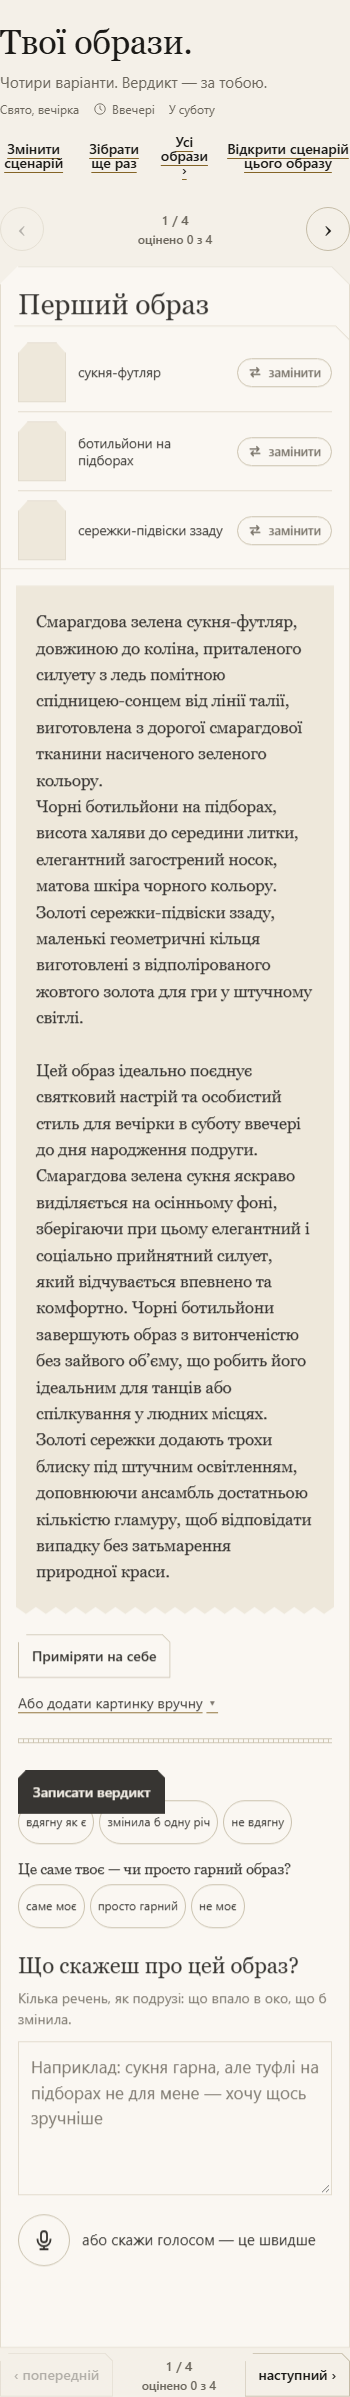 Твої образи.
Чотири варіанти. Вердикт — за тобою.
Свято, вечірка Ввечері У суботу
Змінити сценарій
Зібрати ще раз
Усі образи ›
Відкрити сценарій цього образу
‹
1 / 4
оцінено 0 з 4
›
Перший образ
сукня-футляр
⇄ замінити
ботильйони на
підборах
⇄ замінити
сережки-підвіски ззаду
⇄ замінити
Смарагдова зелена сукня-футляр,
довжиною до коліна, приталеного
силуету з ледь помітною
спідницею-сонцем від лінії талії,
виготовлена з дорогої смарагдової
тканини насиченого зеленого
кольору.
Чорні ботильйони на підборах,
висота халяви до середини литки,
елегантний загострений носок,
матова шкіра чорного кольору.
Золоті сережки-підвіски ззаду,
маленькі геометричні кільця
виготовлені з відполірованого
жовтого золота для гри у штучному
світлі.
Цей образ ідеально поєднує
святковий настрій та особистий
стиль для вечірки в суботу ввечері
до дня народження подруги.
Смарагдова зелена сукня яскраво
виділяється на осінньому фоні,
зберігаючи при цьому елегантний і
соціально прийнятний силует,
який відчувається впевнено та
комфортно. Чорні ботильйони
завершують образ з витонченістю
без зайвого об’єму, що робить його
ідеальним для танців або
спілкування у людних місцях.
Золоті сережки додають трохи
блиску під штучним освітленням,
доповнюючи ансамбль достатньою
кількістю гламуру, щоб відповідати
випадку без затьмарення
природної краси.
Приміряти на себе
Або додати картинку вручну ▾
Записати вердикт
вдягну як є
змінила б одну річ
не вдягну
Це саме твоє — чи просто гарний образ?
саме моє
просто гарний
не моє
Що скажеш про цей образ?
Кілька речень, як подрузі: що впало в око, що б
змінила.
Наприклад: сукня гарна, але туфлі на
підборах не для мене — хочу щось
зручніше
або скажи голосом — це швидше
‹ попередній
1 / 4
оцінено 0 з 4
наступний ›